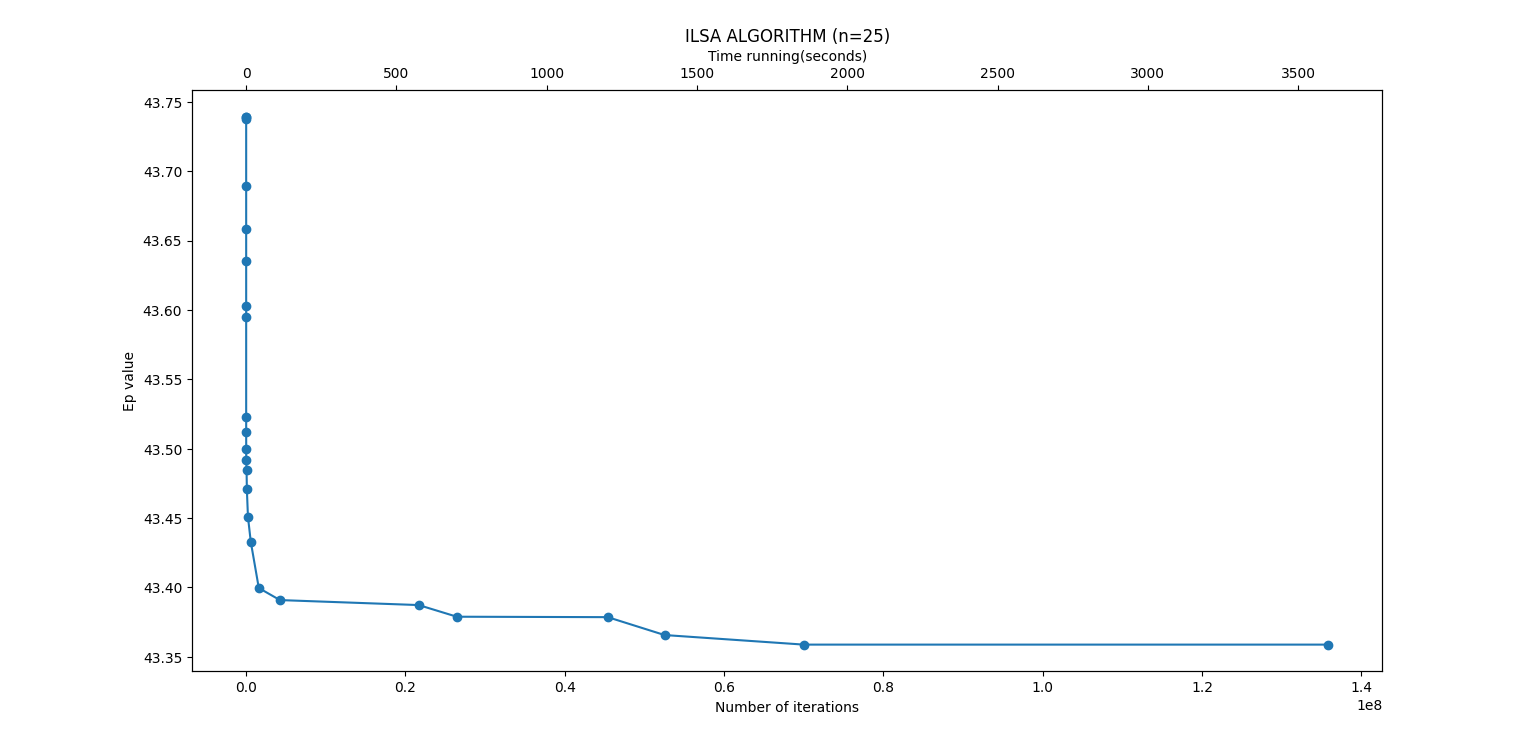 ILSA ALGORITHM (n=25)
Time running(seconds)
0 500 1000 1500 2000 2500 3000 3500
43.75
43.70
43.65
43.60
43.55
43.50
43.45
43.40
43.35
Ep value
0.0 0.2 0.4 0.6 0.8 1.0 1.2 1.4
1e8
Number of iterations